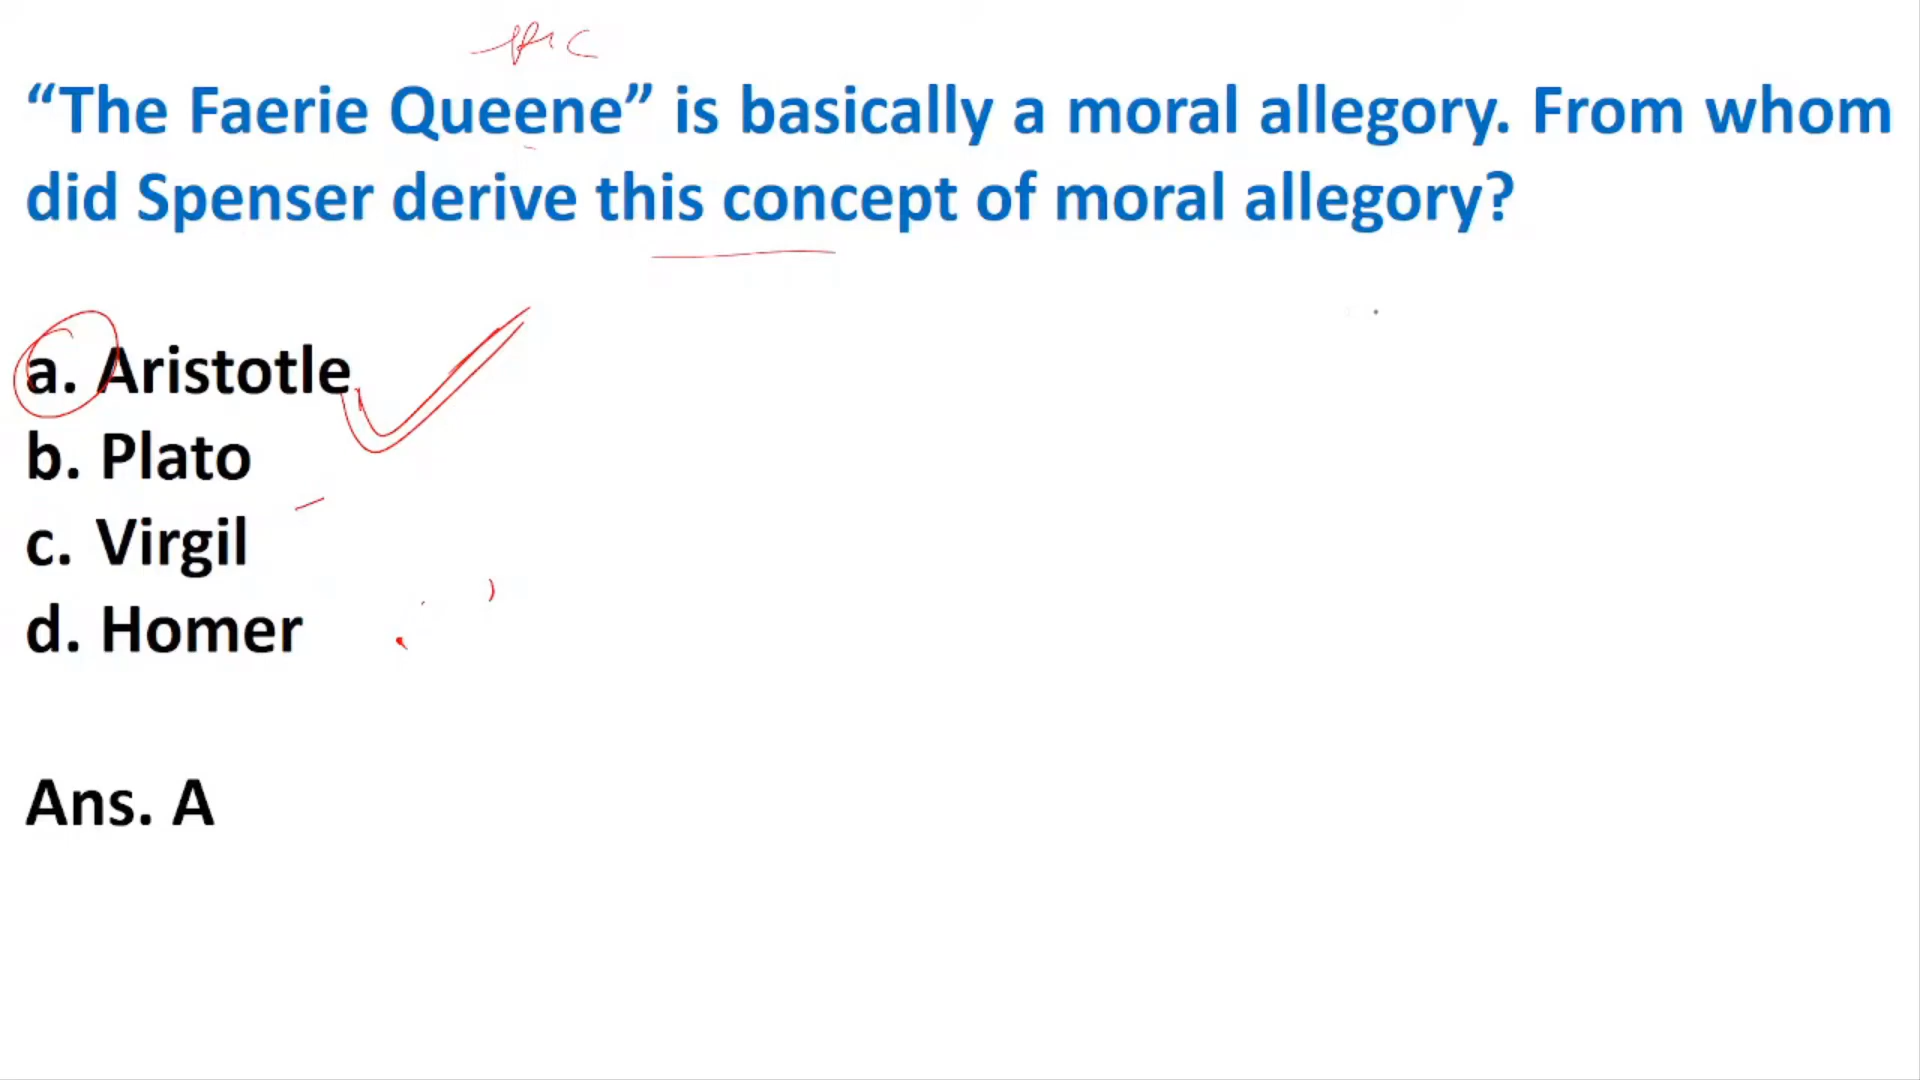 epic
“The Faerie Queene” is basically a moral allegory. From whom
did Spenser derive this concept of moral allegory?
a. Aristotle
b. Plato
c. Virgil
d. Homer
Ans. A